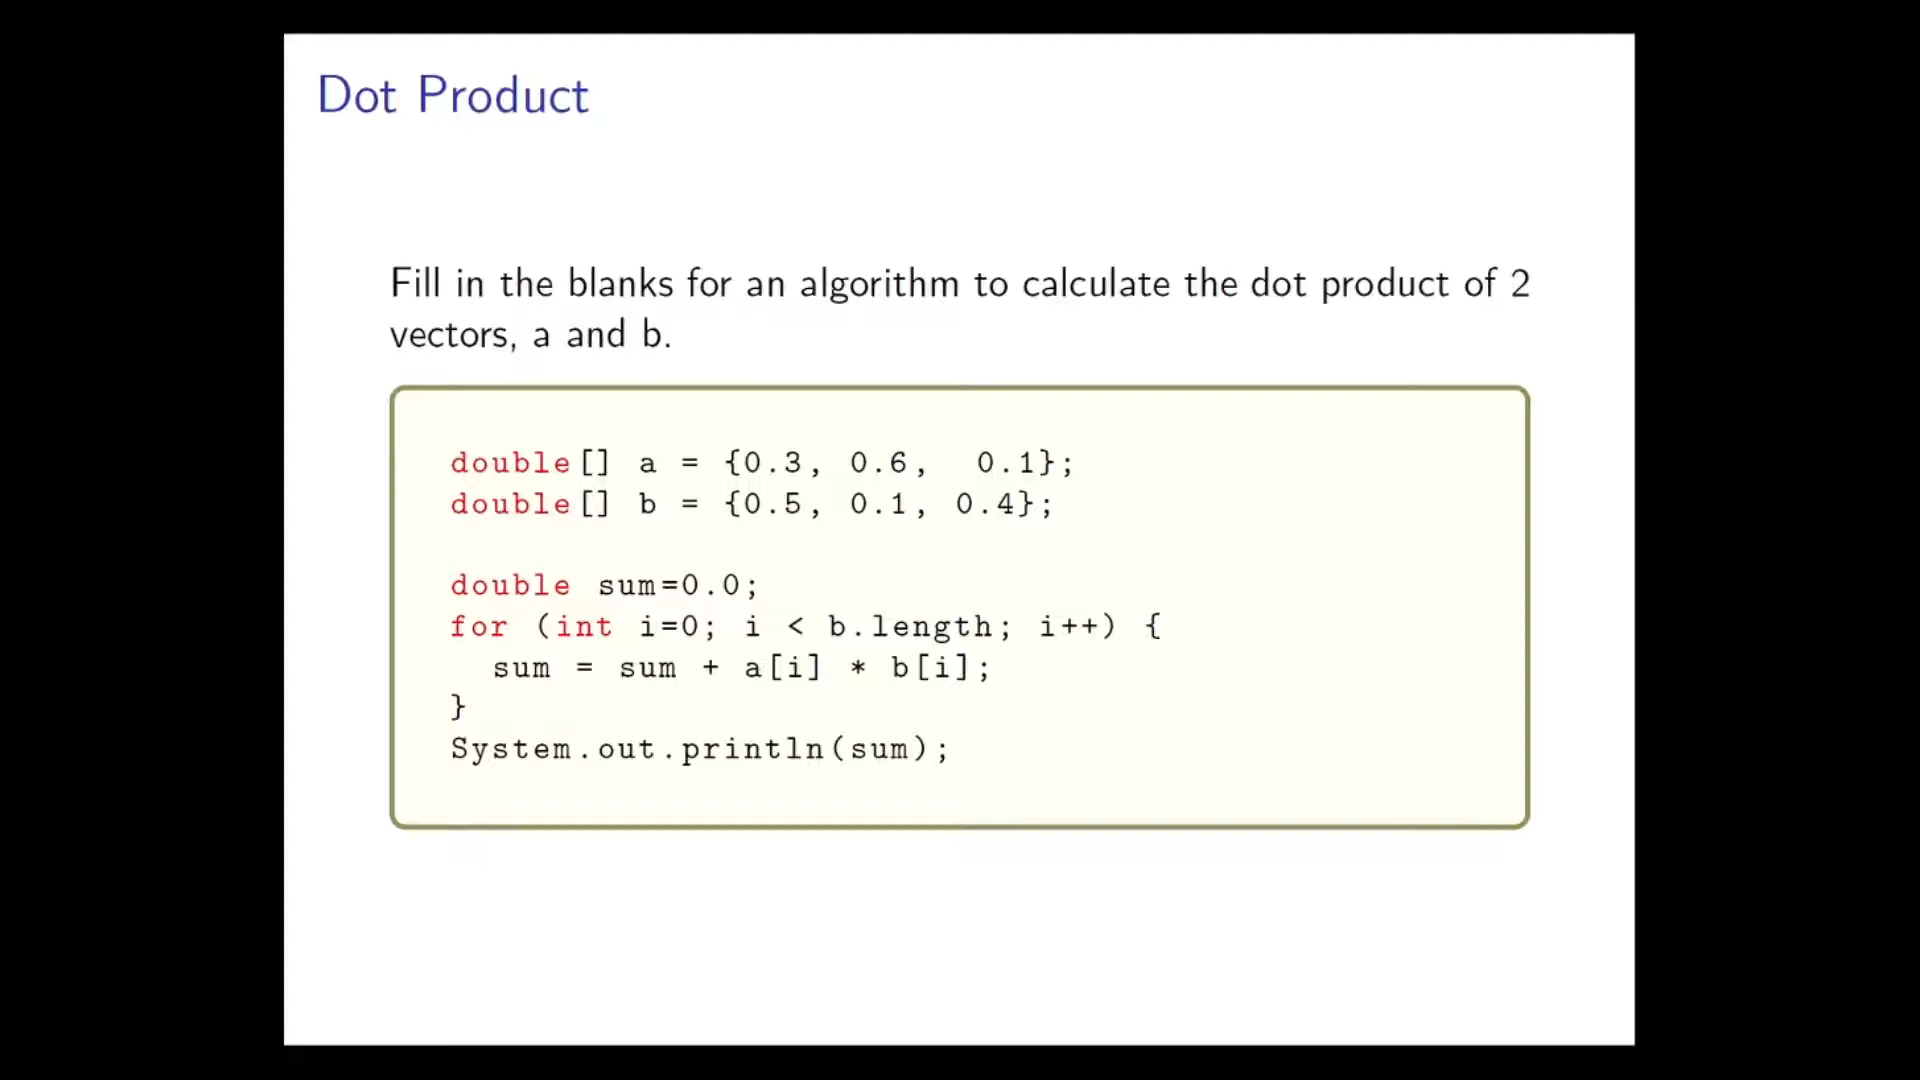 Dot Product
Fill in the blanks for an algorithm to calculate the dot product of 2
vectors, a and b.
double[] a = {0.3, 0.6,  0.1};
double[] b = {0.5, 0.1, 0.4};
double sum=0.0;
for (int i=0; i < b.length; i++) {
  sum = sum + a[i] * b[i];
}
System.out.println(sum);